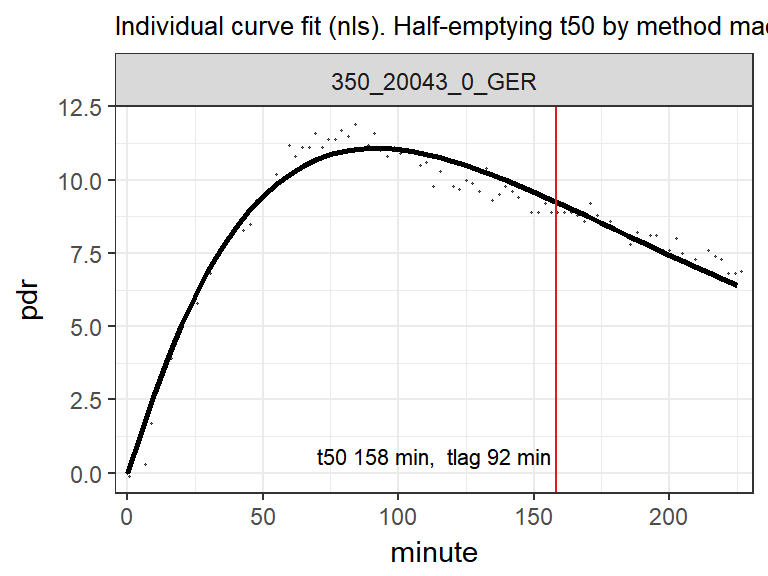 Individual curve fit (nls). Half-emptying t50 by method
350_20043_0_GER
12.5
10.0
7.5
5.0
2.5
0.0
pdr
t50 158 min, tlag 92 min
0 50 100 150 200
minute